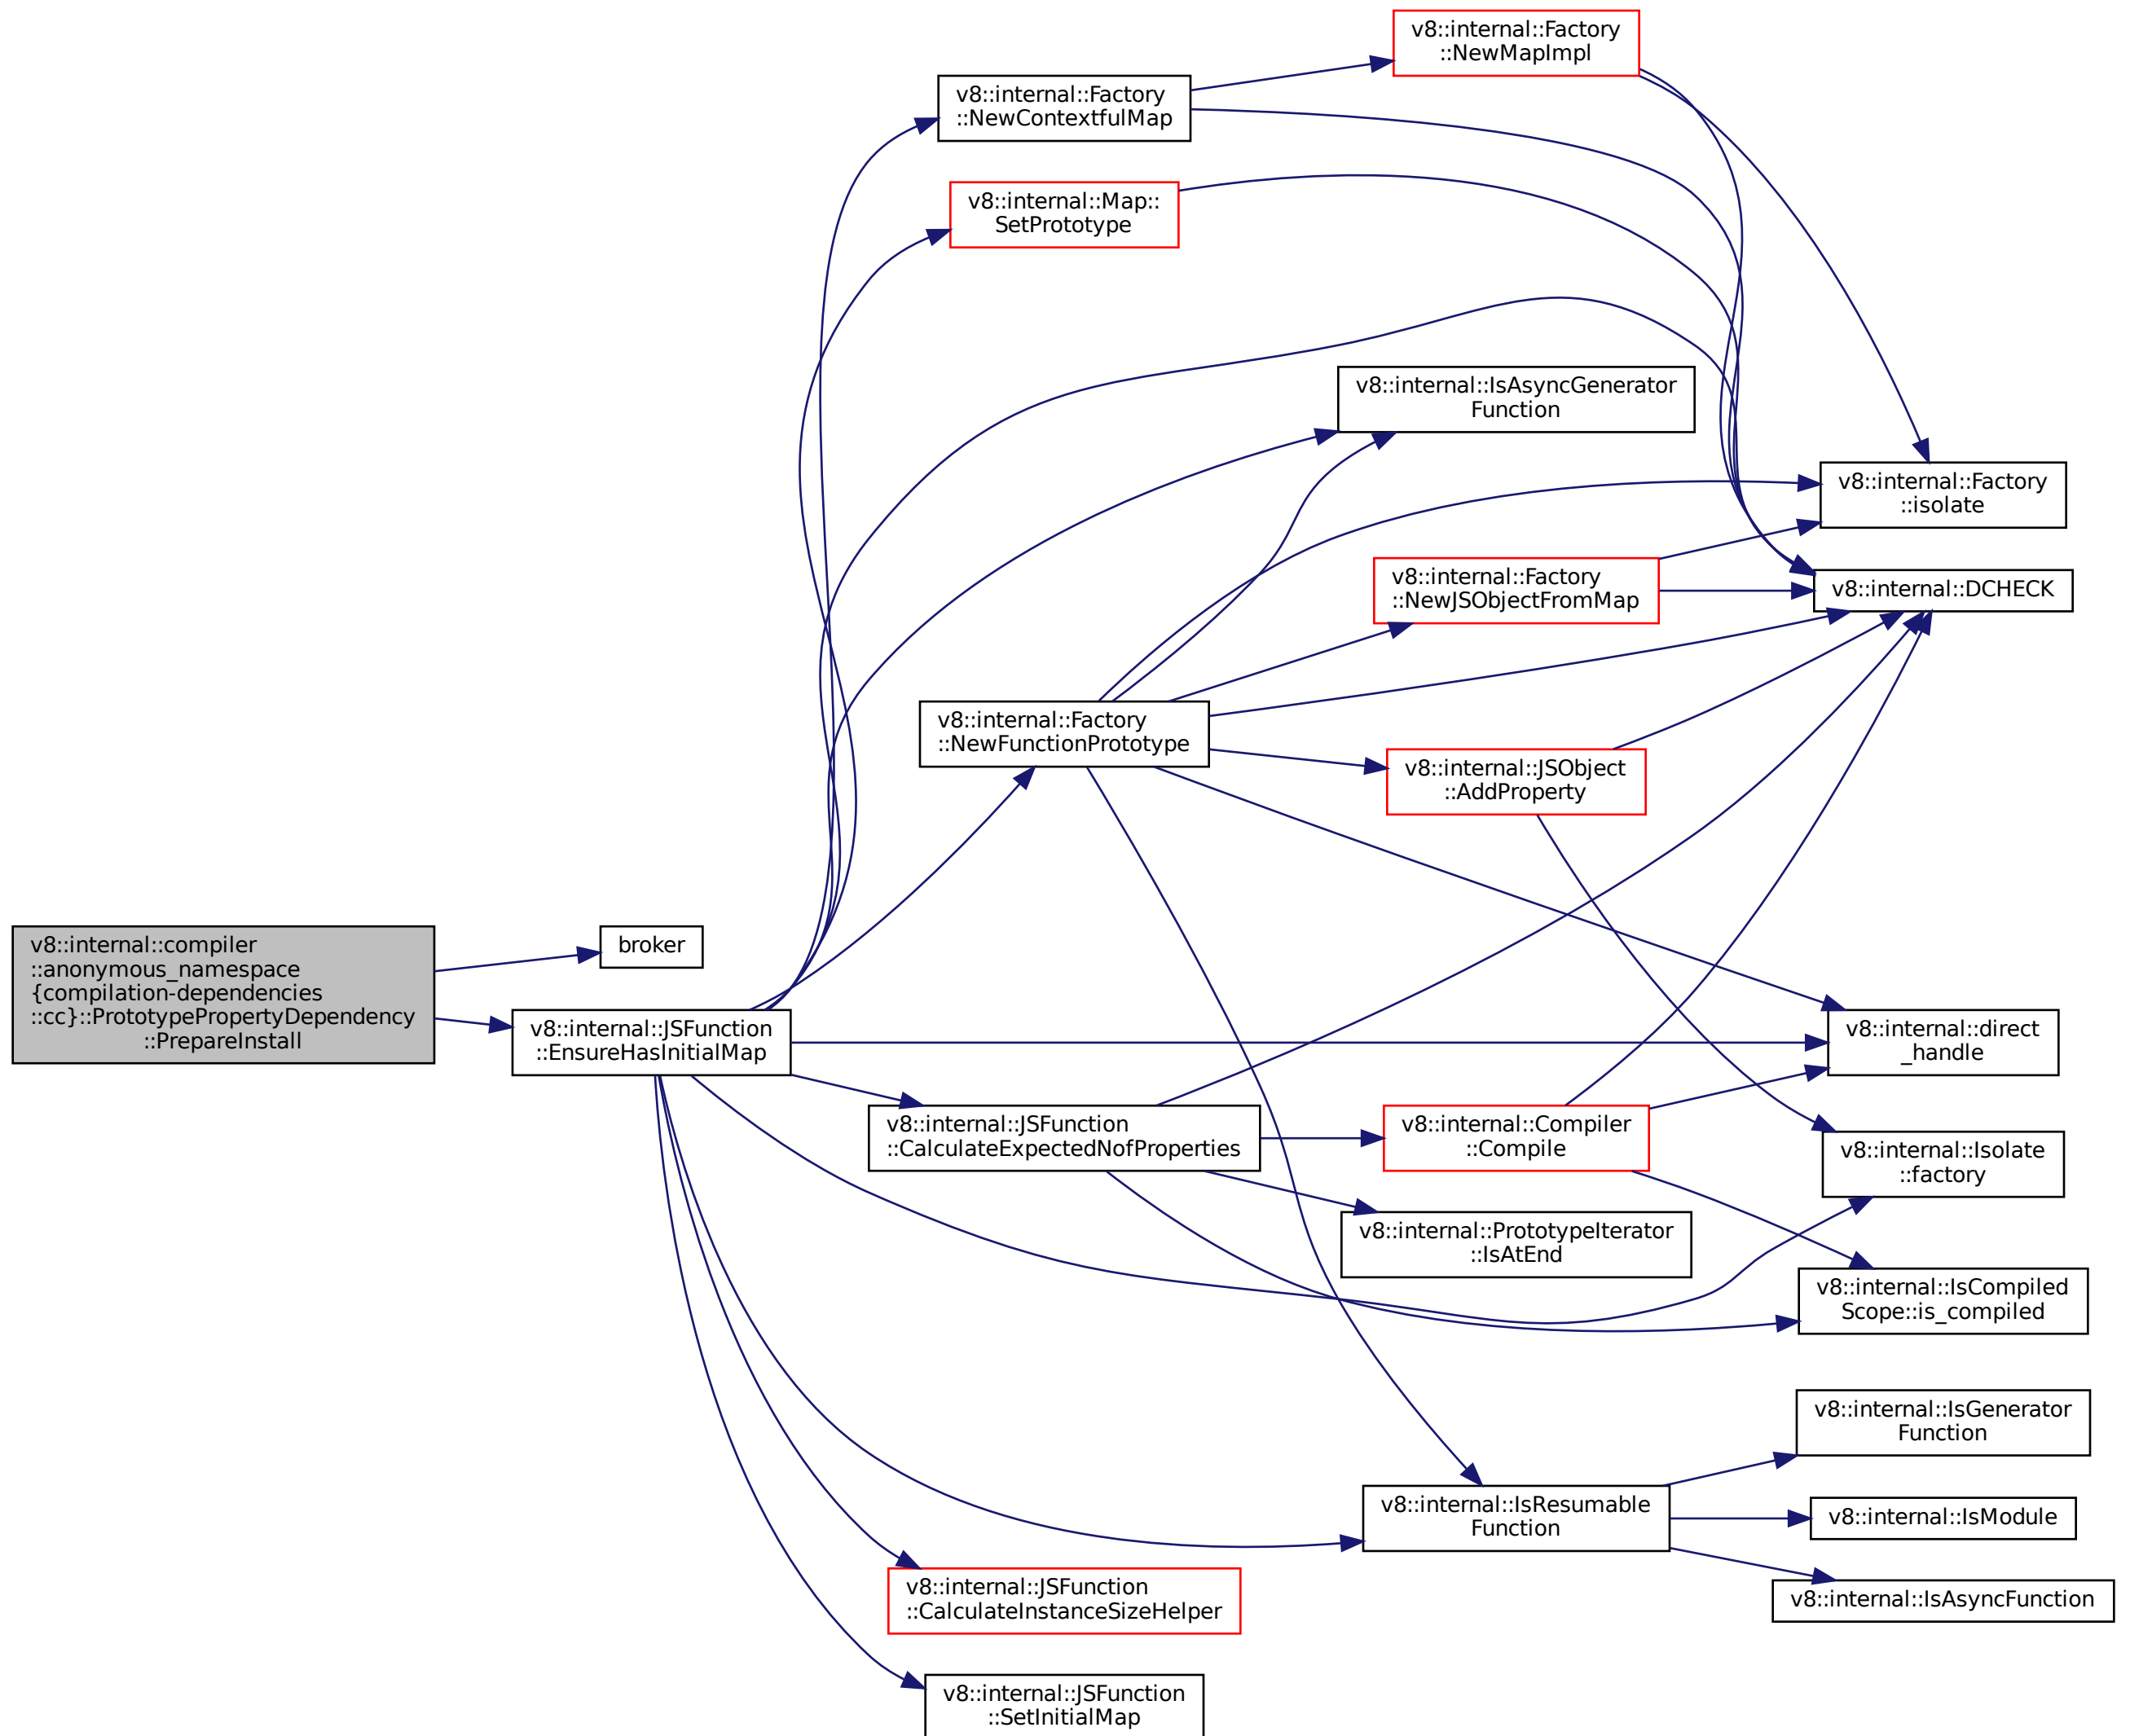 v8::internal::Factory
::NewMapImpl
v8::internal::Factory
::NewContextfulMap
v8::internal::Map::
SetPrototype
v8::internal::IsAsyncGenerator
Function
v8::internal::Factory
::isolate
v8::internal::Factory
::NewJSObjectFromMap
v8::internal::DCHECK
v8::internal::Factory
::NewFunctionPrototype
v8::internal::JSObject
::AddProperty
v8::internal::compiler
::anonymous_namespace
{compilation-dependencies
::cc}::PrototypePropertyDependency
::PrepareInstall
broker
v8::internal::JSFunction
::EnsureHasInitialMap
v8::internal::direct
_handle
v8::internal::JSFunction
::CalculateExpectedNofProperties
v8::internal::Compiler
::Compile
v8::internal::Isolate
::factory
v8::internal::PrototypeIterator
::IsAtEnd
v8::internal::IsCompiled
Scope::is_compiled
v8::internal::IsGenerator
Function
v8::internal::IsResumable
Function
v8::internal::IsModule
v8::internal::IsAsyncFunction
v8::internal::JSFunction
::CalculateInstanceSizeHelper
v8::internal::JSFunction
::SetInitialMap